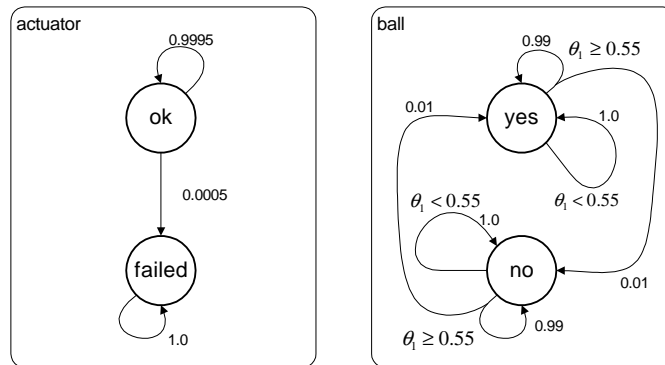 actuator
0.9995
ok
0.0005
failed
1.0
ball
0.99
θ₁ ≥ 0.55
0.01
yes
1.0
θ₁ < 0.55
θ₁ < 0.55
1.0
no
0.01
θ₁ ≥ 0.55
0.99